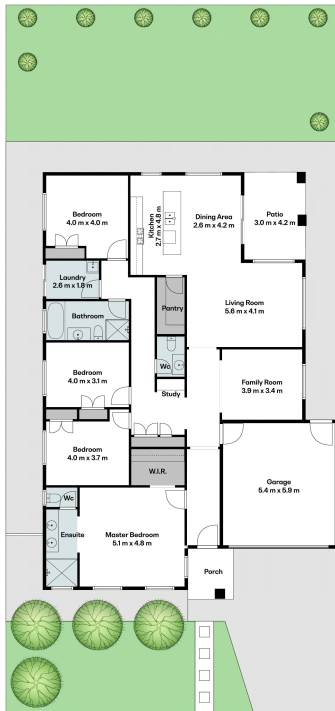 Bedroom
4.0 m x 4.0 m
Kitchen
2.7 m x 4.8 m
Dining Area
2.6 m x 4.2 m
Patio
3.0 m x 4.2 m
Laundry
2.6 m x 1.8 m
Bathroom
Pantry
Living Room
5.6 m x 4.1 m
Wc
Bedroom
4.0 m x 3.1 m
Study
Family Room
3.9 m x 3.4 m
Bedroom
4.0 m x 3.7 m
W.I.R.
Garage
5.4 m x 5.9 m
Wc
Ensuite
Master Bedroom
5.1 m x 4.8 m
Porch